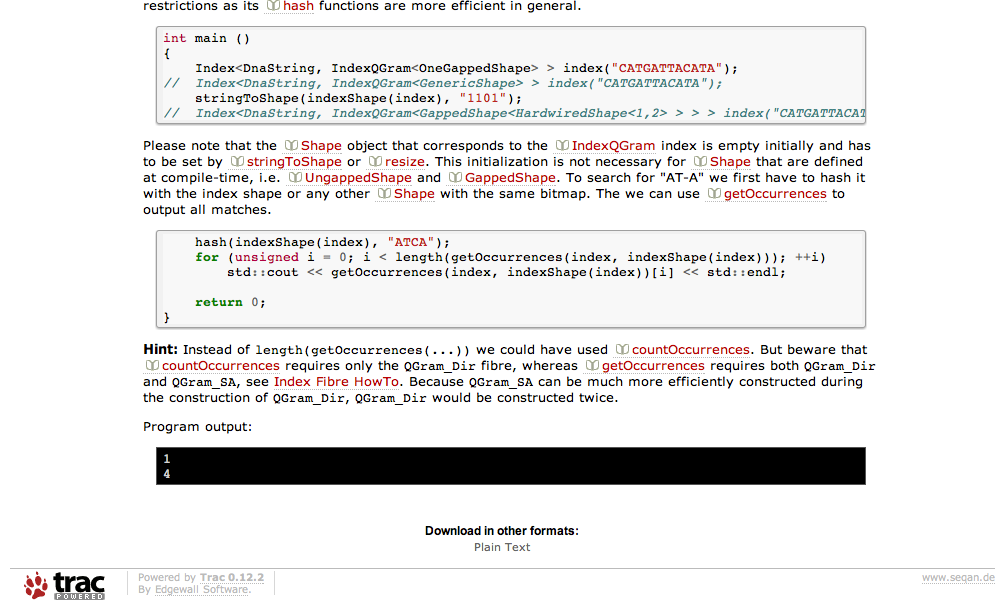 restrictions as its hash functions are more efficient in general.
int main ()
{
    Index<DnaString, IndexQGram<OneGappedShape> > index("CATGATTACATA");
//  Index<DnaString, IndexQGram<GenericShape> > index("CATGATTACATA");
    stringToShape(indexShape(index), "1101");
//  Index<DnaString, IndexQGram<GappedShape<HardwiredShape<1,2> > > > index("CATGATTACAT
Please note that the Shape object that corresponds to the IndexQGram index is empty initially and has
to be set by stringToShape or resize. This initialization is not necessary for Shape that are defined
at compile-time, i.e. UngappedShape and GappedShape. To search for "AT-A" we first have to hash it
with the index shape or any other Shape with the same bitmap. The we can use getOccurrences to
output all matches.
    hash(indexShape(index), "ATCA");
    for (unsigned i = 0; i < length(getOccurrences(index, indexShape(index))); ++i)
        std::cout << getOccurrences(index, indexShape(index))[i] << std::endl;
    return 0;
}
Hint: Instead of length(getOccurrences(...)) we could have used countOccurrences. But beware that
countOccurrences requires only the QGram_Dir fibre, whereas getOccurrences requires both QGram_Dir
and QGram_SA, see Index Fibre HowTo. Because QGram_SA can be much more efficiently constructed during
the construction of QGram_Dir, QGram_Dir would be constructed twice.
Program output:
1
4
Download in other formats:
Plain Text
trac
POWERED
Powered by Trac 0.12.2
By Edgewall Software.
www.seqan.de